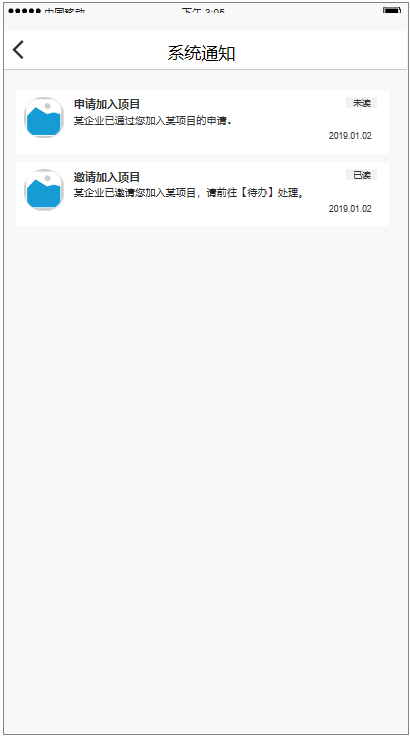 中国移动 下午 3:05
系统通知
申请加入项目 未读
某企业已通过您加入某项目的申请。
2019.01.02
邀请加入项目 已读
某企业已邀请您加入某项目，请前往【待办】处理。
2019.01.02